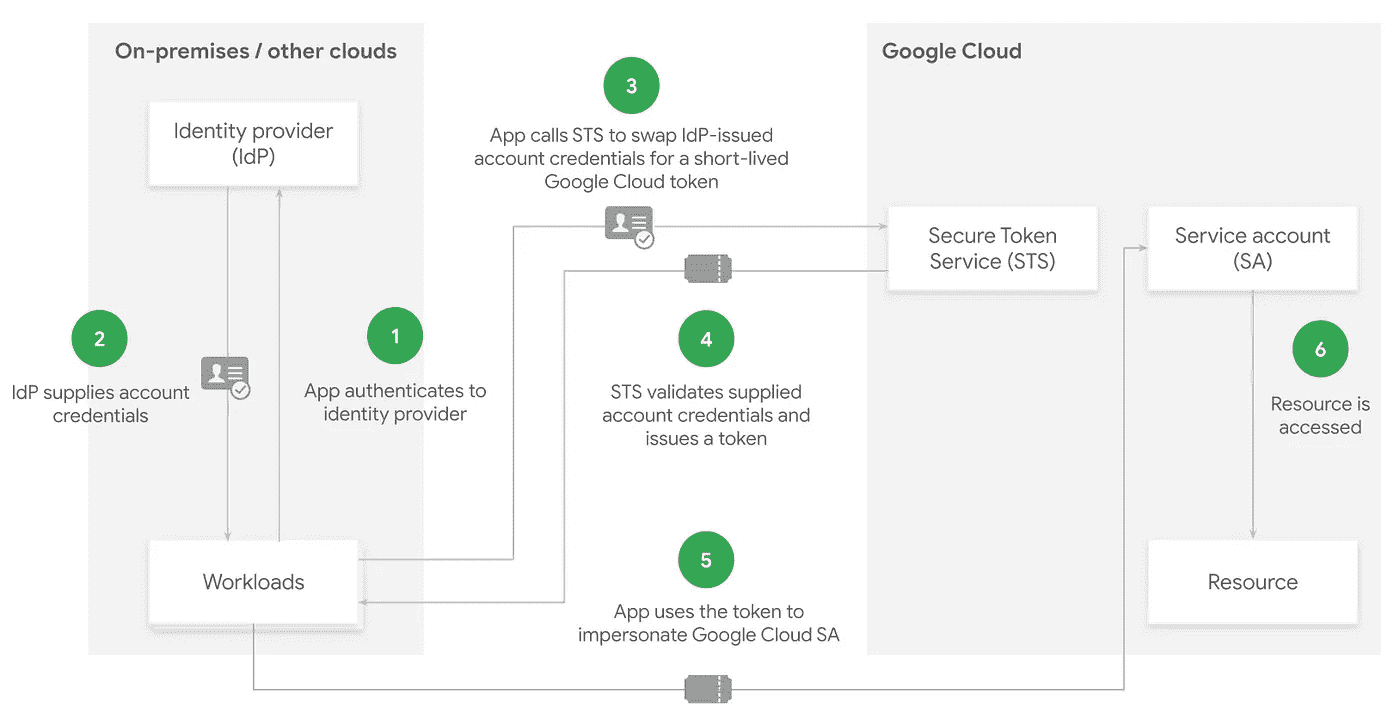 On-premises / other clouds
Google Cloud
Identity provider
(IdP)
3
App calls STS to swap IdP-issued
account credentials for a short-lived
Google Cloud token
Secure Token
Service (STS)
Service account
(SA)
2
IdP supplies account
credentials
1
App authenticates to
identity provider
4
STS validates supplied
account credentials and
issues a token
6
Resource is
accessed
Workloads
5
App uses the token to
impersonate Google Cloud SA
Resource